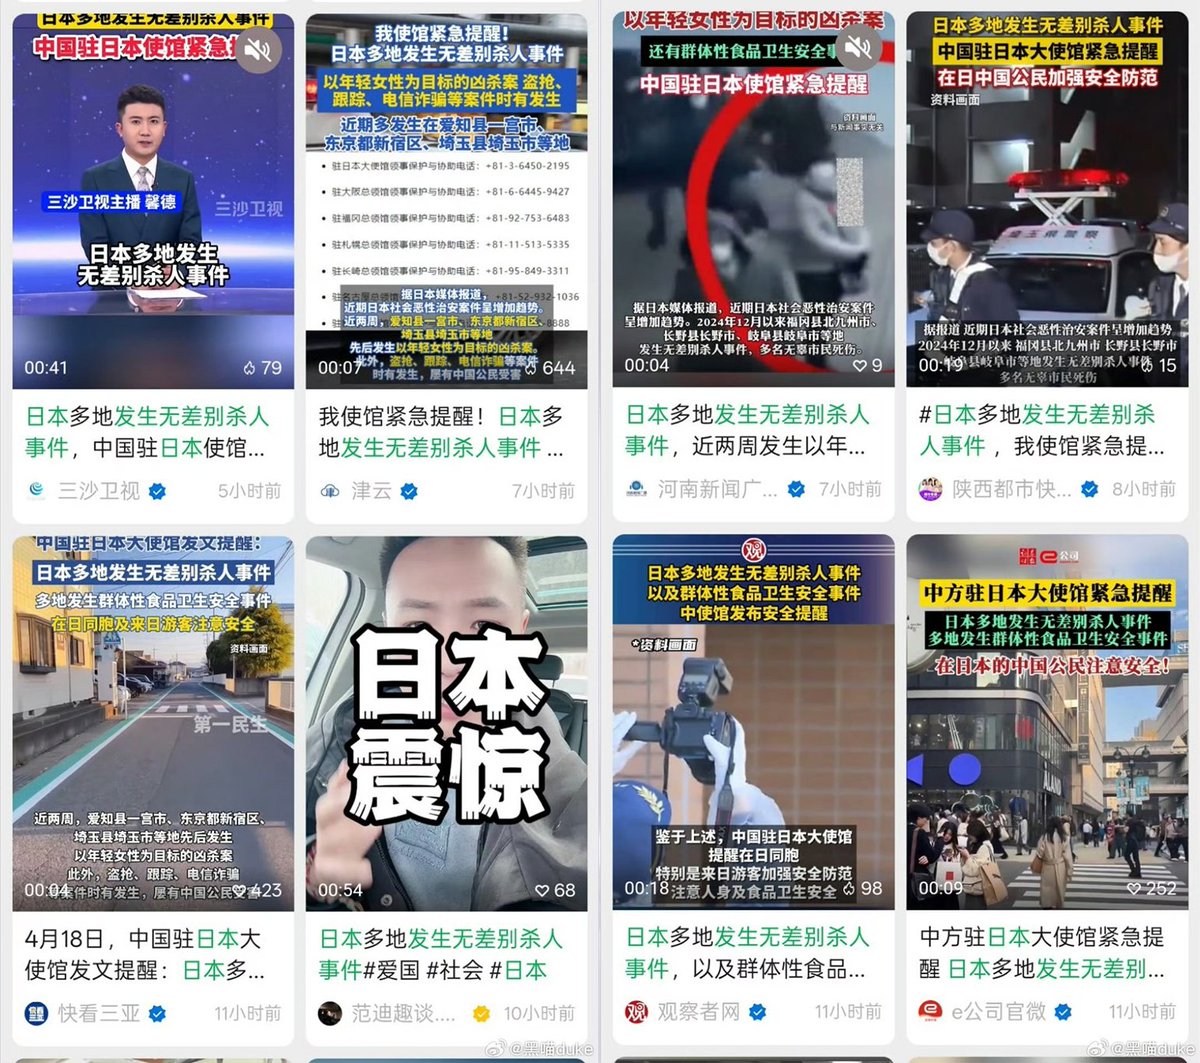 日本多地发生无差别杀人事件
中国驻日本使馆紧急
三沙卫视主播 馨德
三沙卫视
日本多地发生
无差别杀人事件
00:41
79
日本多地发生无差别杀人
事件，中国驻日本使馆...
三沙卫视
5小时前
我使馆紧急提醒！
日本多地发生无差别杀人事件
以年轻女性为目标的凶杀案 盗抢、
跟踪、电信诈骗等案件时有发生
近期多发生在爱知县一宫市、
东京都新宿区、埼玉县埼玉市等地
• 驻日本大使馆领事保护与协助电话：+81-3-6450-2195
• 驻大阪总领馆领事保护与协助电话：+81-6-6445-9427
• 驻福冈总领馆领事保护与协助电话：+81-92-753-6483
• 驻札幌总领馆领事保护与协助电话：+81-11-513-5335
• 驻长崎总领馆领事保护与协助电话：+81-95-849-3311
• 驻名古屋总领馆 +81-52-932-1036
8888
据日本媒体报道，
近期日本社会恶性治安案件呈增加趋势。
近两周，爱知县一宫市、东京都新宿区、
埼玉县埼玉市等地
先后发生以年轻女性为目标的凶杀案。
此外，盗抢、跟踪、电信诈骗等案件
时有发生，屡有中国公民受害
00:07
644
我使馆紧急提醒！日本多
地发生无差别杀人事件 ...
津云
7小时前
以年轻女性为目标的凶杀案
还有群体性食品卫生安全事
中国驻日本使馆紧急提醒
资料画面
与新闻事实无关
据日本媒体报道，近期日本社会恶性治安案件
呈增加趋势。2024年12月以来福冈县北九州市、
长野县长野市、岐阜县岐阜市等地
发生无差别杀人事件，多名无辜市民死伤。
00:04
9
日本多地发生无差别杀人
事件，近两周发生以年...
河南新闻广...
7小时前
日本多地发生无差别杀人事件
中国驻日本大使馆紧急提醒
在日中国公民加强安全防范
资料画面
埼玉県警察
据报道 近期日本社会恶性治安案件呈增加趋势
2024年12月以来 福冈县北九州市 长野县长野市
岐阜县岐阜市等地发生无差别杀人事件
多名无辜市民死伤
00:19
15
#日本多地发生无差别杀
人事件 ，我使馆紧急提...
陕西都市快...
8小时前
中国驻日本大使馆发文提醒：
日本多地发生无差别杀人事件
多地发生群体性食品卫生安全事件
在日同胞及来日游客注意安全
资料画面
第一民生
近两周，爱知县一宫市、东京都新宿区、
埼玉县埼玉市等地先后发生
以年轻女性为目标的凶杀案
此外，盗抢、跟踪、电信诈骗
等案件时有发生，屡有中国公民受害
00:04
2423
4月18日，中国驻日本大
使馆发文提醒：日本多...
快看三亚
11小时前
日本
震惊
00:54
68
日本多地发生无差别杀人
事件#爱国 #社会 #日本
范迪趣谈....
10小时前
观
日本多地发生无差别杀人事件
以及群体性食品卫生安全事件
中使馆发布安全提醒
*资料画面
鉴于上述，中国驻日本大使馆
提醒在日同胞
特别是来日游客加强安全防范
注意人身及食品卫生安全
00:18
98
日本多地发生无差别杀人
事件，以及群体性食品...
观察者网
11小时前
e公司
中方驻日本大使馆紧急提醒
日本多地发生无差别杀人事件
多地发生群体性食品卫生安全事件
在日本的中国公民注意安全！
00:09
252
中方驻日本大使馆紧急提
醒 日本多地发生无差别...
e公司官微
11小时前
@黑喵duke
@黑喵duke